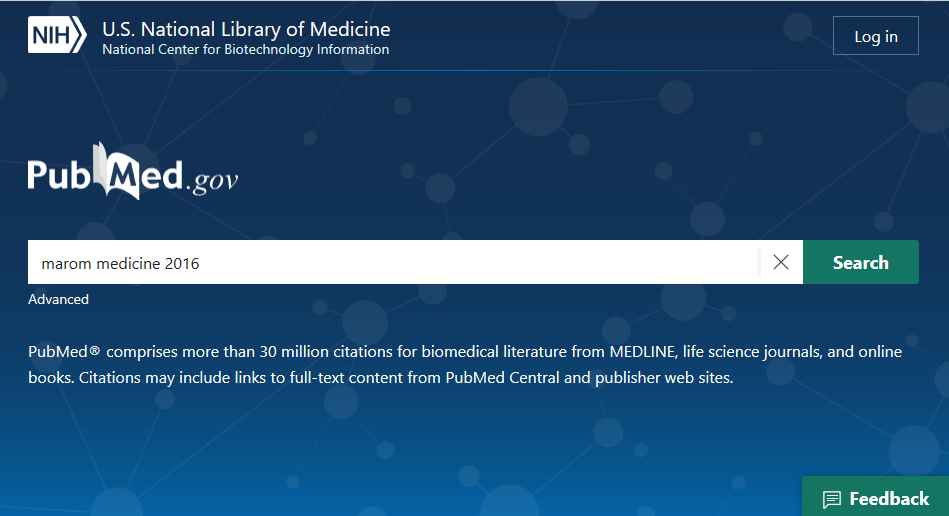 NIH
U.S. National Library of Medicine
National Center for Biotechnology Information
Log in
PubMed.gov
marom medicine 2016
Search
Advanced
PubMed® comprises more than 30 million citations for biomedical literature from MEDLINE, life science journals, and online
books. Citations may include links to full-text content from PubMed Central and publisher web sites.
Feedback